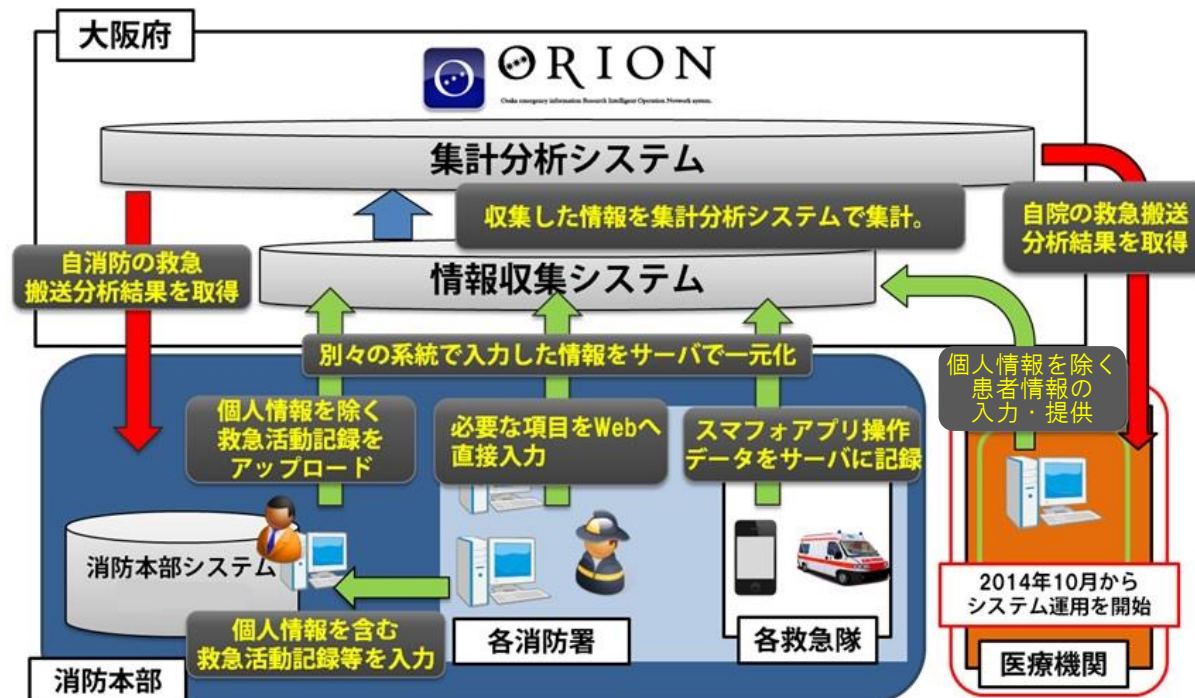 大阪府
ORION
Osaka emergency information Research Intelligent Operation Network system.
集計分析システム
収集した情報を集計分析システムで集計。
自院の救急搬送
分析結果を取得
自消防の救急
搬送分析結果を取得
情報収集システム
別々の系統で入力した情報をサーバで一元化
個人情報を除く
患者情報の
入力・提供
個人情報を除く
救急活動記録を
アップロード
必要な項目をWebへ
直接入力
スマフォアプリ操作
データをサーバに記録
消防本部システム
2014年10月から
システム運用を開始
個人情報を含む
救急活動記録等を入力
各消防署
各救急隊
医療機関
消防本部